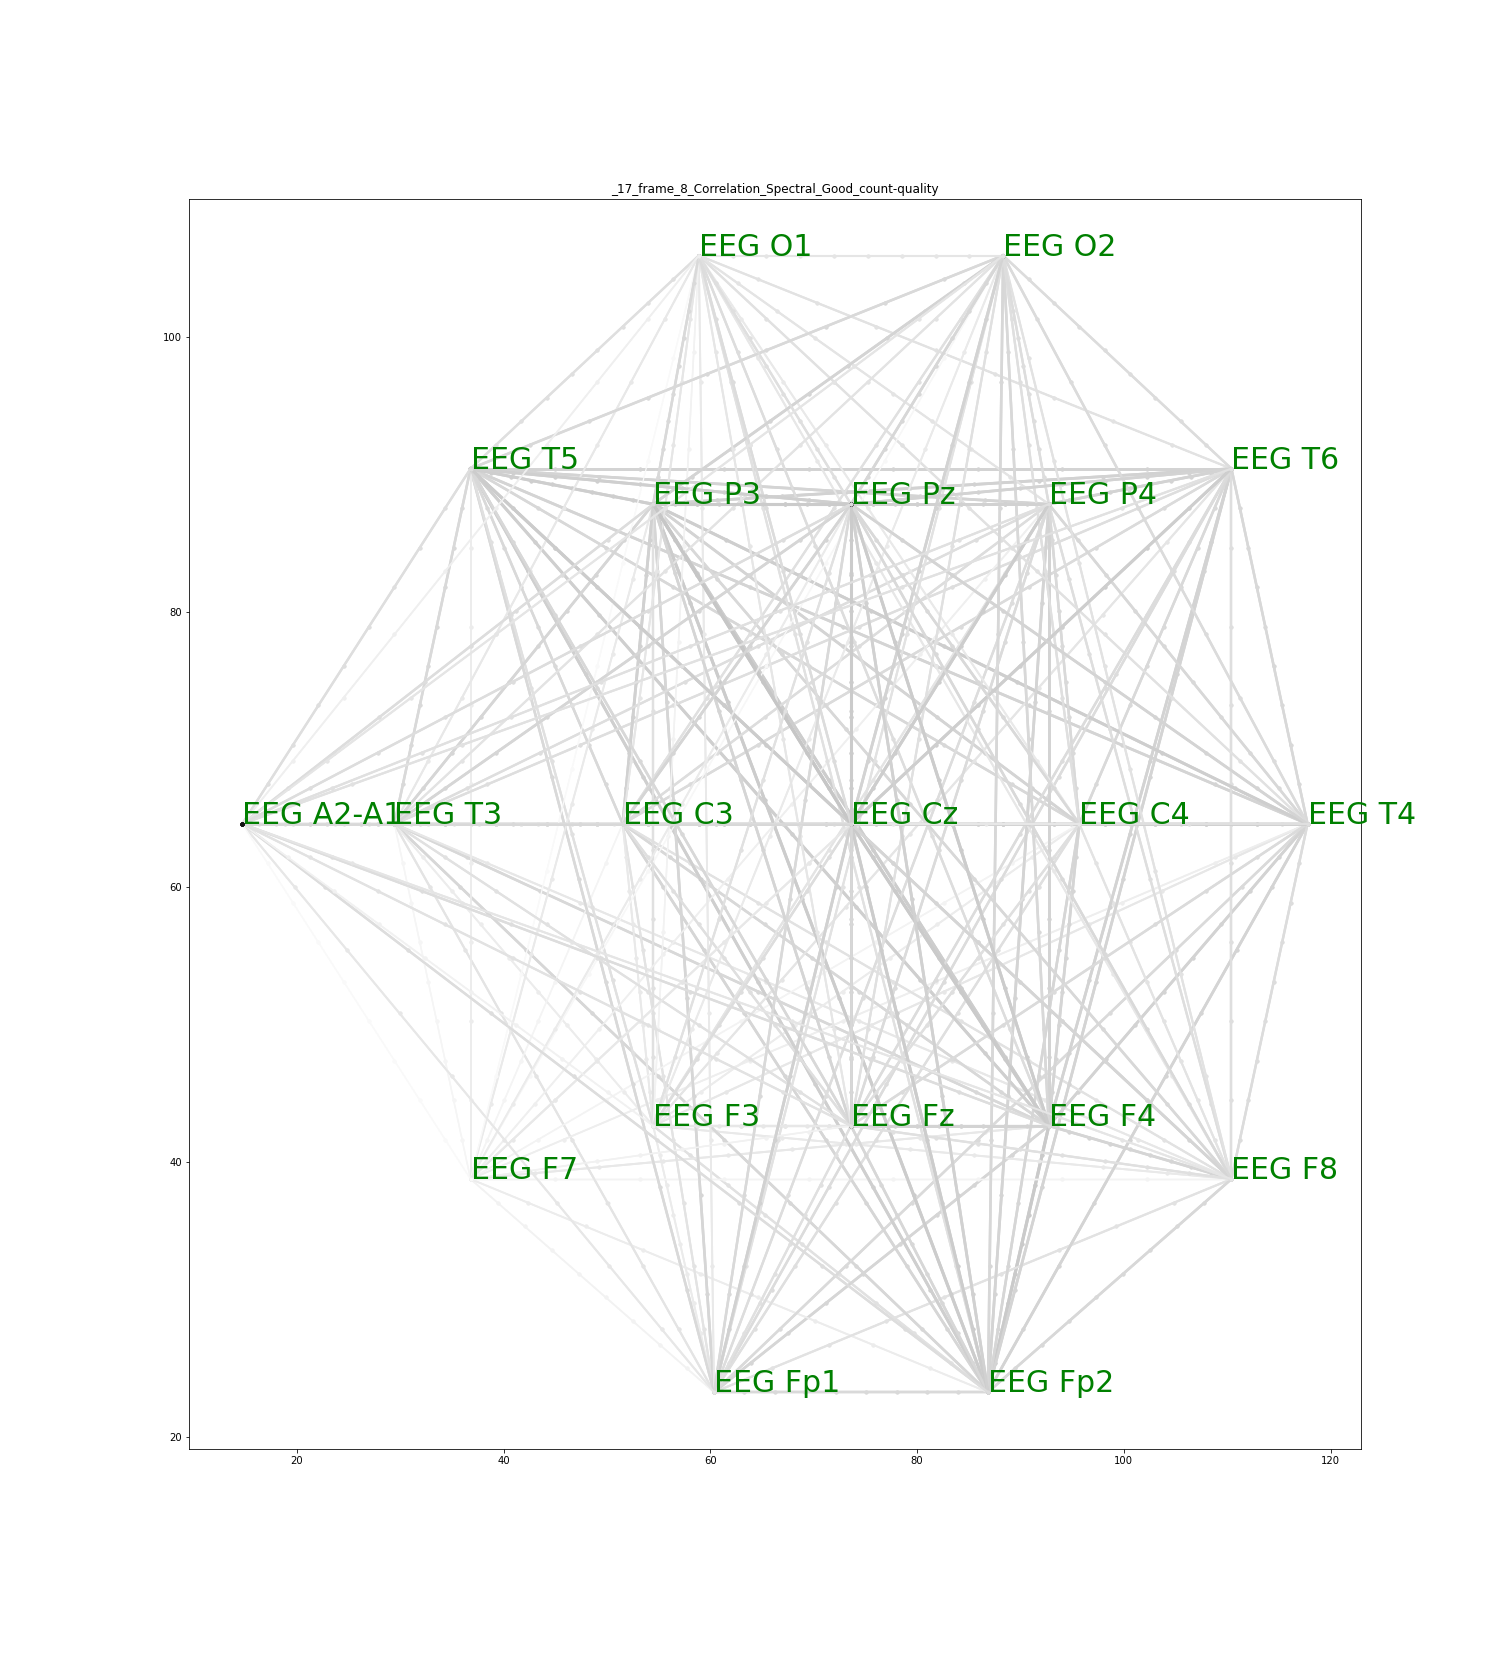 _17_frame_8_Correlation_Spectral_Good_count-quality
EEG O1 EEG O2
100
EEG T5 EEG T6
EEG P3 EEG Pz EEG P4
80
EEG A2-A1 EEG T3 EEG C3 EEG Cz EEG C4 EEG T4
60
EEG F3 EEG Fz EEG F4
40
EEG F7 EEG F8
EEG Fp1 EEG Fp2
20
20 40 60 80 100 120